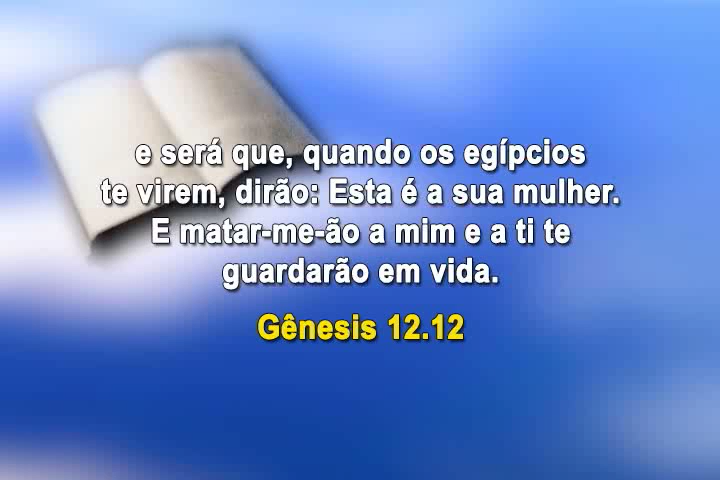 e será que, quando os egípcios
te virem, dirão: Esta é a sua mulher.
E matar-me-ão a mim e a ti te
guardarão em vida.
Gênesis 12.12